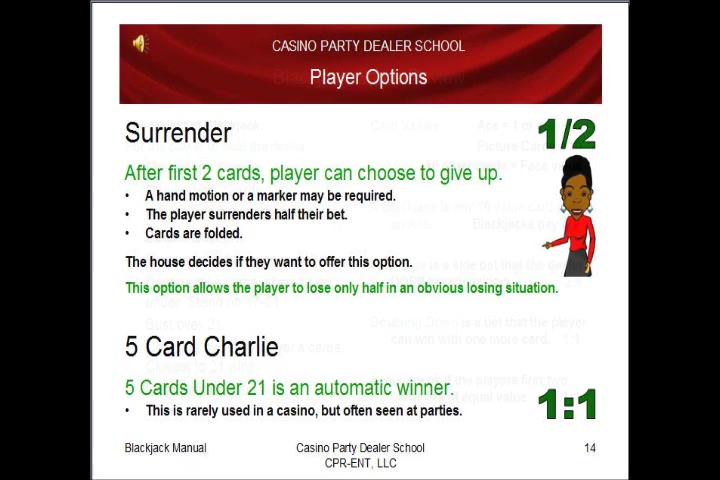 CASINO PARTY DEALER SCHOOL
Player Options
Surrender
1/2
After first 2 cards, player can choose to give up.
• A hand motion or a marker may be required.
• The player surrenders half their bet.
• Cards are folded.
The house decides if they want to offer this option.
This option allows the player to lose only half in an obvious losing situation.
5 Card Charlie
5 Cards Under 21 is an automatic winner.
• This is rarely used in a casino, but often seen at parties.
1:1
Blackjack Manual
Casino Party Dealer School
14
CPR-ENT, LLC